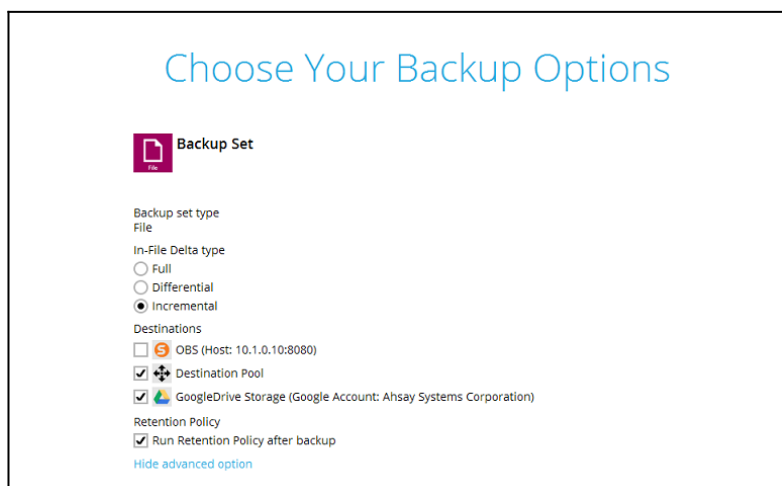 Choose Your Backup Options
Backup Set
File
Backup set type
File
In-File Delta type
Full
Differential
Incremental
Destinations
OBS (Host: 10.1.0.10:8080)
Destination Pool
GoogleDrive Storage (Google Account: Ahsay Systems Corporation)
Retention Policy
Run Retention Policy after backup
Hide advanced option